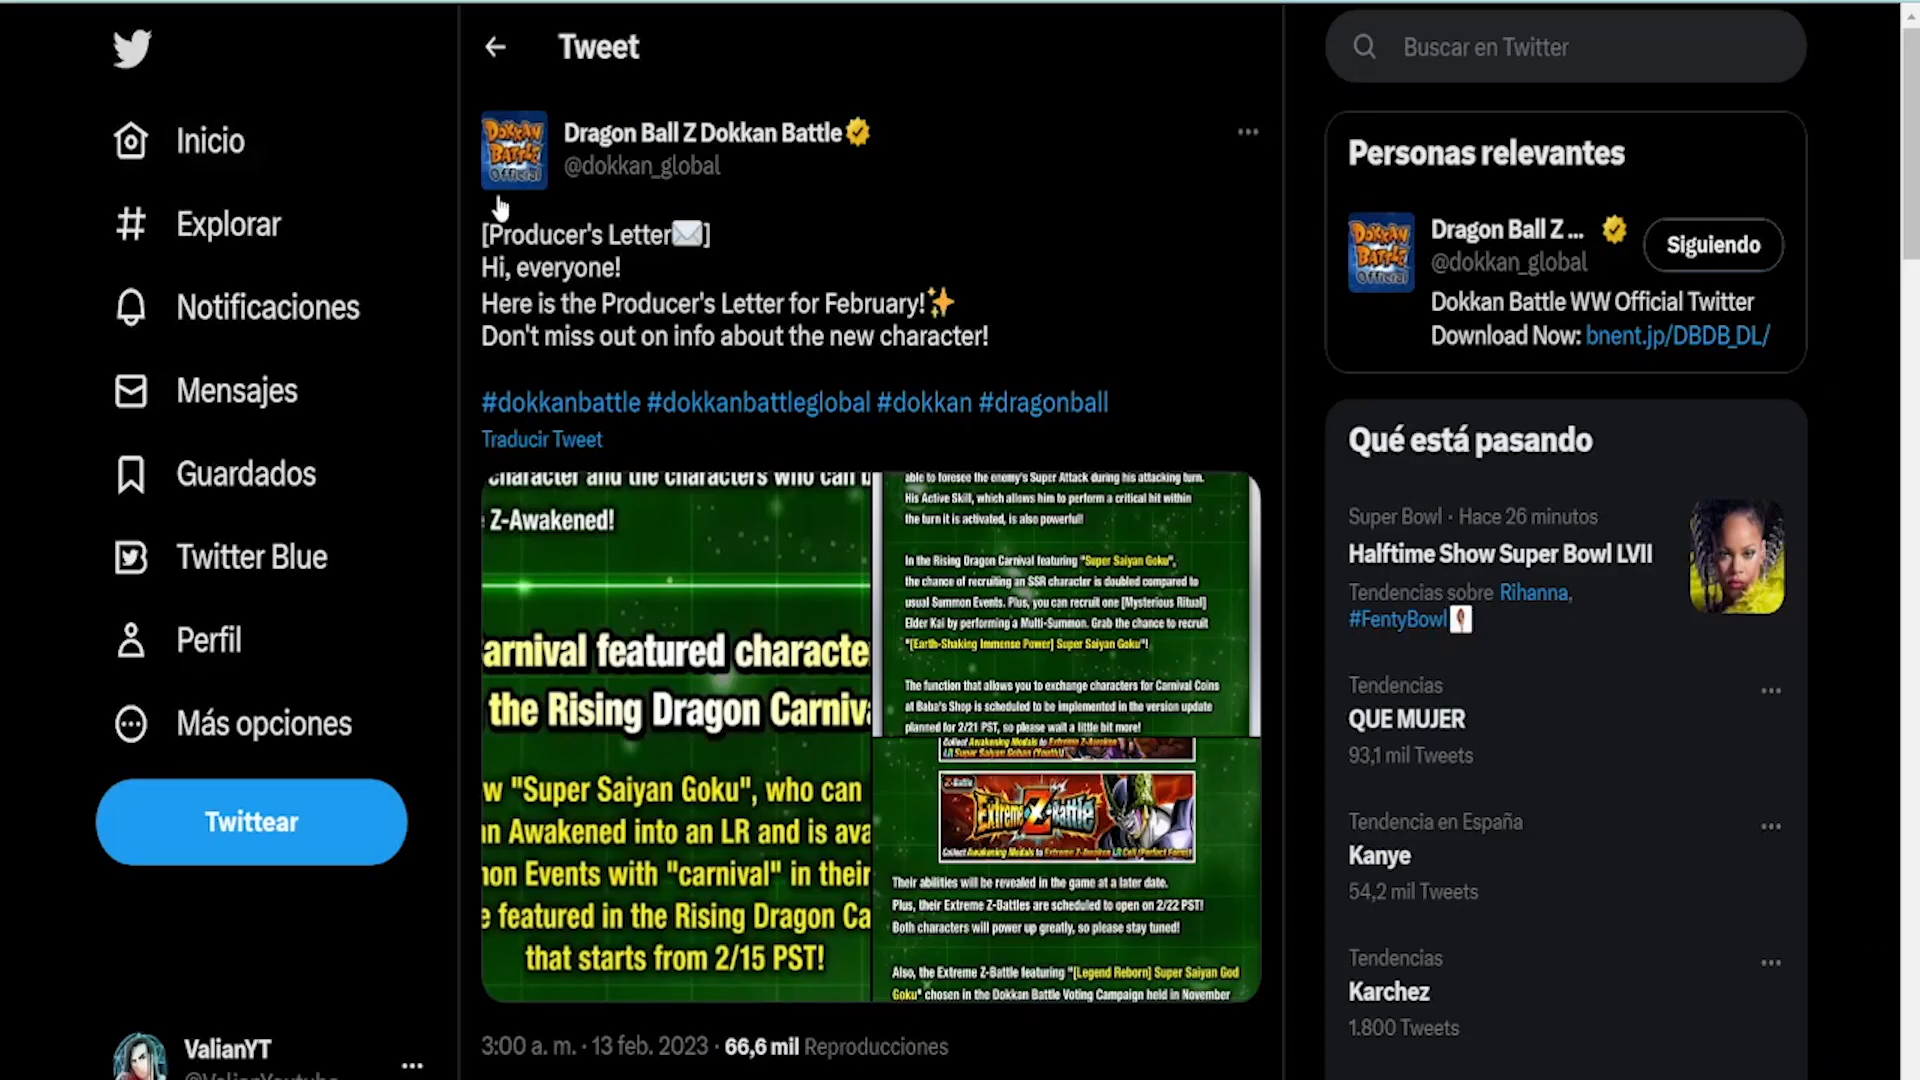 Inicio
Explorar
Notificaciones
Mensajes
Guardados
Twitter Blue
Perfil
Más opciones
Twittear
ValianYT
Tweet
DOKKAN
BATTLE
Official
Dragon Ball Z Dokkan Battle
@dokkan_global
[Producer's Letter✉️]
Hi, everyone!
Here is the Producer's Letter for February!✨
Don't miss out on info about the new character!
#dokkanbattle #dokkanbattleglobal #dokkan #dragonball
Traducir Tweet
character and the characters who can b
Z-Awakened!
arnival featured characte
the Rising Dragon Carniv
w "Super Saiyan Goku", who can
n Awakened into an LR and is ava
on Events with "carnival" in their
e featured in the Rising Dragon Ca
that starts from 2/15 PST!
able to foresee the enemy's Super Attack during his attacking turn.
His Active Skill, which allows him to perform a critical hit within
the turn it is activated, is also powerful!
In the Rising Dragon Carnival featuring "Super Saiyan Goku",
the chance of recruiting an SSR character is doubled compared to
usual Summon Events. Plus, you can recruit one [Mysterious Ritual]
Elder Kai by performing a Multi-Summon. Grab the chance to recruit
"[Earth-Shaking Immense Power] Super Saiyan Goku"!
The function that allows you to exchange characters for Carnival Coins
at Baba's Shop is scheduled to be implemented in the version update
planned for 2/21 PST, so please wait a little bit more!
Collect Awakening Medals to Extreme Z-Awaken
LR Super Saiyan Gohan (Youth)!
Z-Battle
Extreme Z-Battle
Collect Awakening Medals to Extreme Z-Awaken LR Cell (Perfect Form)!
Their abilities will be revealed in the game at a later date.
Plus, their Extreme Z-Battles are scheduled to open on 2/22 PST!
Both characters will power up greatly, so please stay tuned!
Also, the Extreme Z-Battle featuring "[Legend Reborn] Super Saiyan God
Goku" chosen in the Dokkan Battle Voting Campaign held in November
3:00 a. m. · 13 feb. 2023 · 66,6 mil Reproducciones
Buscar en Twitter
Personas relevantes
DOKKAN
BATTLE
Official
Dragon Ball Z ...
@dokkan_global
Siguiendo
Dokkan Battle WW Official Twitter
Download Now: bnent.jp/DBDB_DL/
Qué está pasando
Super Bowl · Hace 26 minutos
Halftime Show Super Bowl LVII
Tendencias sobre Rihanna,
#FentyBowl
Tendencias
QUE MUJER
93,1 mil Tweets
Tendencia en España
Kanye
54,2 mil Tweets
Tendencias
Karchez
1.800 Tweets